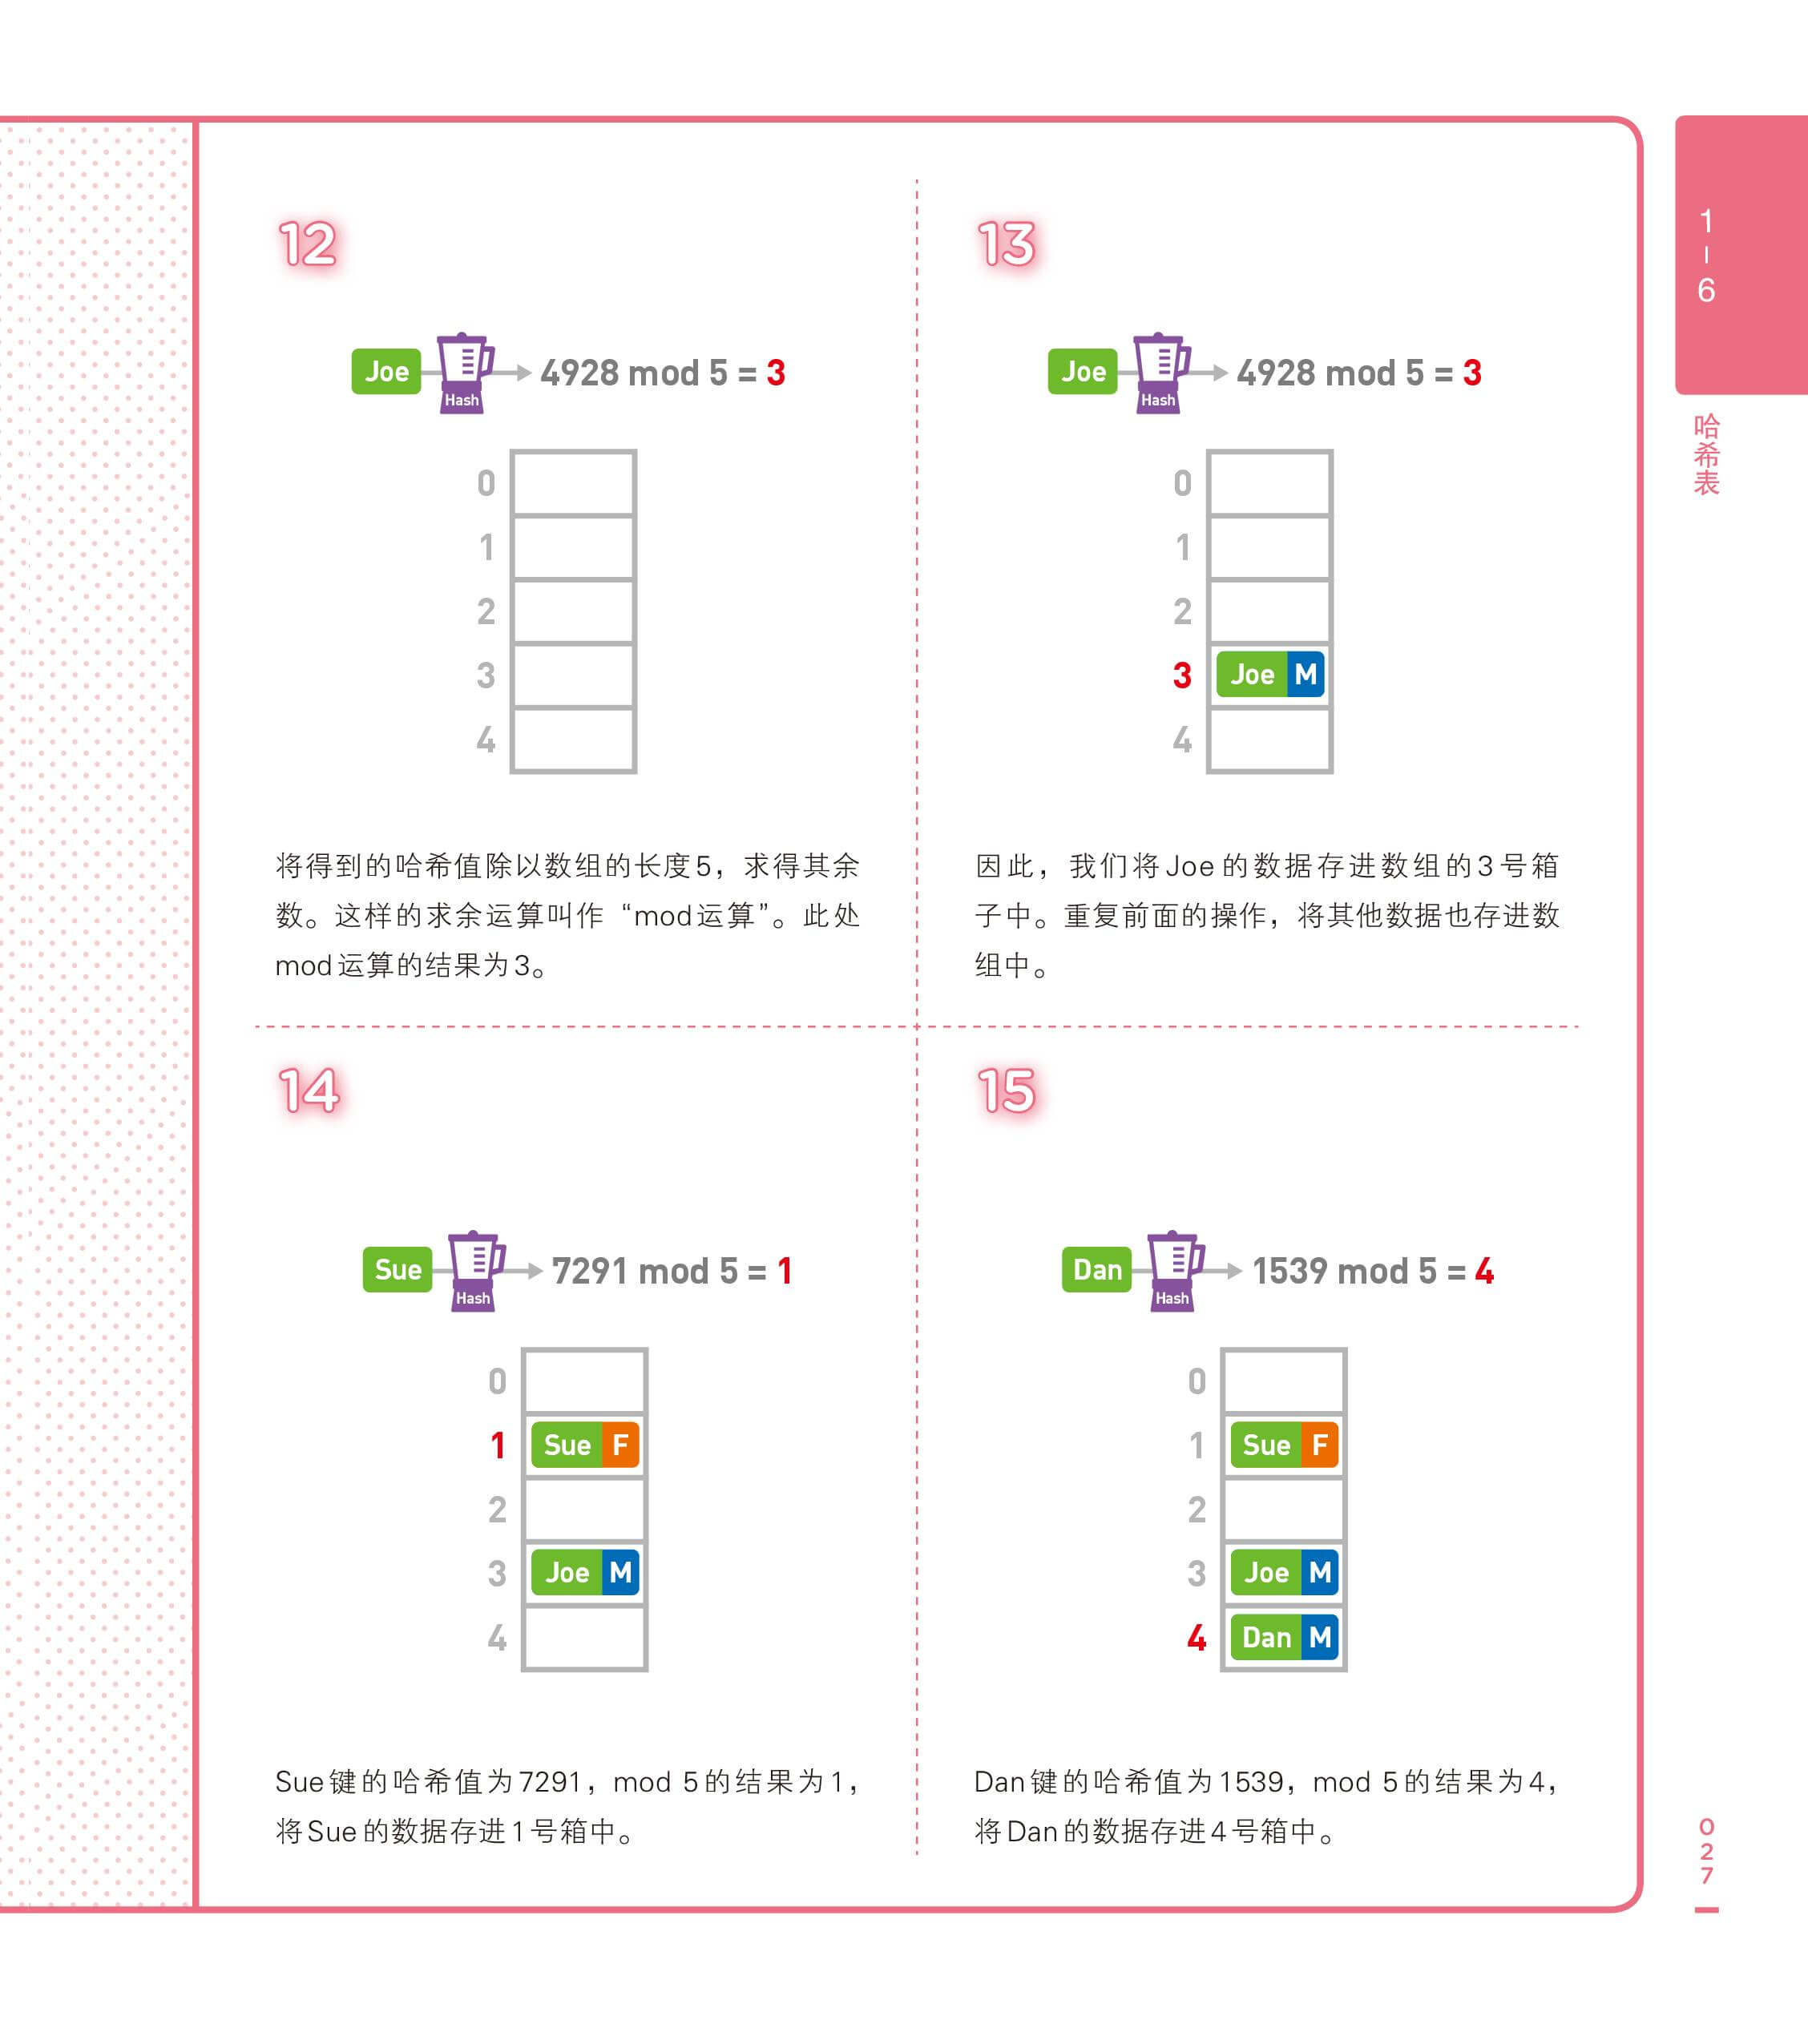 12
Joe
Hash
4928 mod 5 = 3
0
1
2
3
4
将得到的哈希值除以数组的长度5，求得其余
数。这样的求余运算叫作“mod运算”。此处
mod运算的结果为3。
13
Joe
Hash
4928 mod 5 = 3
0
1
2
3 Joe M
4
因此，我们将Joe的数据存进数组的3号箱
子中。重复前面的操作，将其他数据也存进数
组中。
14
Sue
Hash
7291 mod 5 = 1
0
1 Sue F
2
3 Joe M
4
Sue键的哈希值为7291，mod 5的结果为1，
将Sue的数据存进1号箱中。
15
Dan
Hash
1539 mod 5 = 4
0
1 Sue F
2
3 Joe M
4 Dan M
Dan键的哈希值为1539，mod 5的结果为4，
将Dan的数据存进4号箱中。
1-6
哈希表
027